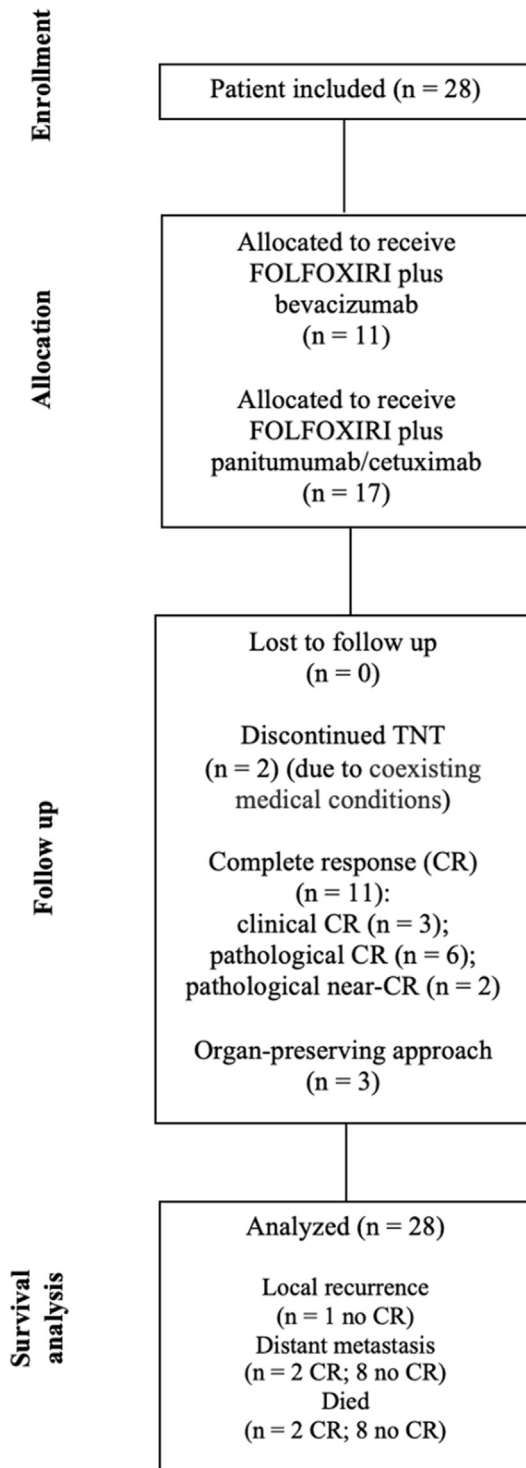 Enrollment
Patient included (n = 28)
Allocation
Allocated to receive
FOLFOXIRI plus
bevacizumab
(n = 11)
Allocated to receive
FOLFOXIRI plus
panitumumab/cetuximab
(n = 17)
Follow up
Lost to follow up
(n = 0)
Discontinued TNT
(n = 2) (due to coexisting
medical conditions)
Complete response (CR)
(n = 11):
clinical CR (n = 3);
pathological CR (n = 6);
pathological near-CR (n = 2)
Organ-preserving approach
(n = 3)
Survival
analysis
Analyzed (n = 28)
Local recurrence
(n = 1 no CR)
Distant metastasis
(n = 2 CR; 8 no CR)
Died
(n = 2 CR; 8 no CR)